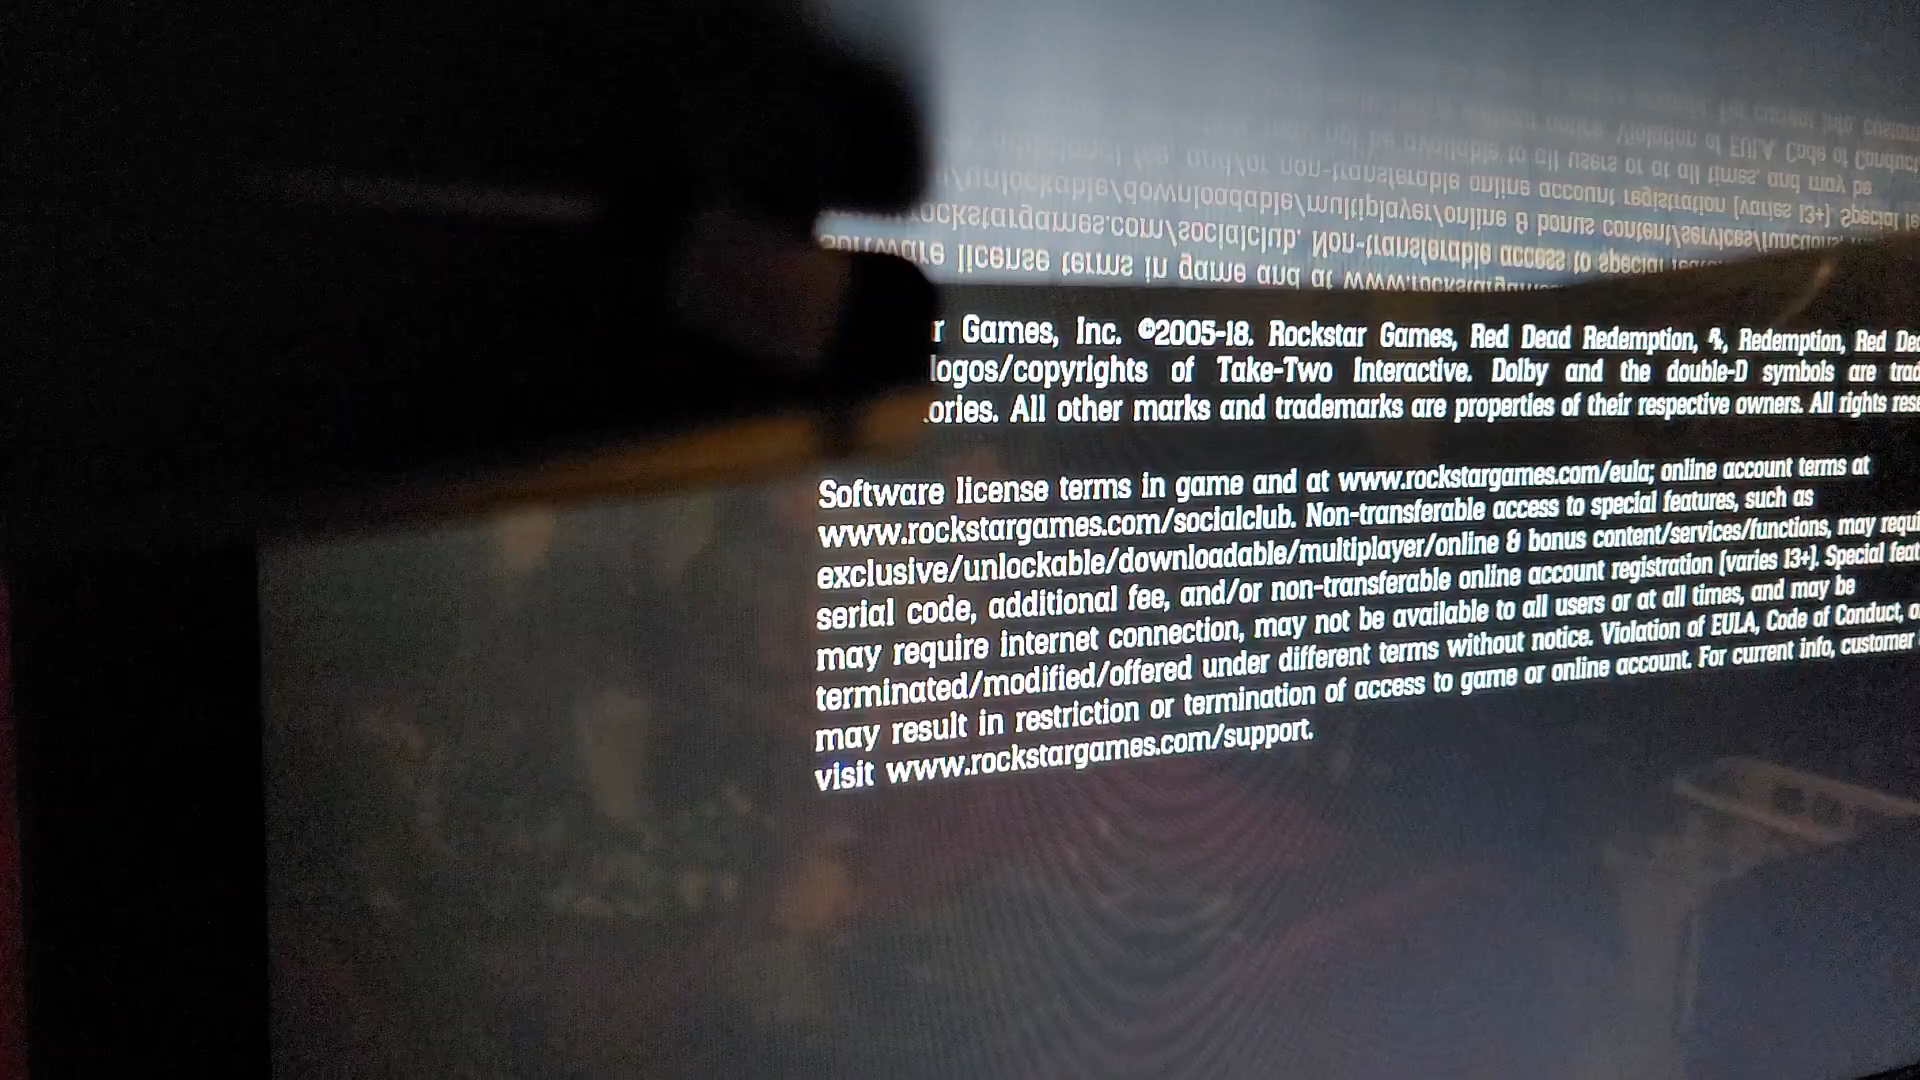 r Games, Inc. ©2005-18. Rockstar Games, Red Dead Redemption, R, Redemption, Red
logos/copyrights of Take-Two Interactive. Dolby and the double-D symbols are
ories. All other marks and trademarks are properties of their respective owners. All rights
Software license terms in game and at www.rockstargames.com/eula; online account terms at
www.rockstargames.com/socialclub. Non-transferable access to special features, such as
exclusive/unlockable/downloadable/multiplayer/online & bonus content/services/functions, may requi
serial code, additional fee, and/or non-transferable online account registration (varies 13+). Special feat
may require internet connection, may not be available to all users or at all times, and may be
terminated/modified/offered under different terms without notice. Violation of EULA, Code of Conduct,
may result in restriction or termination of access to game or online account. For current info, customer
visit www.rockstargames.com/support.